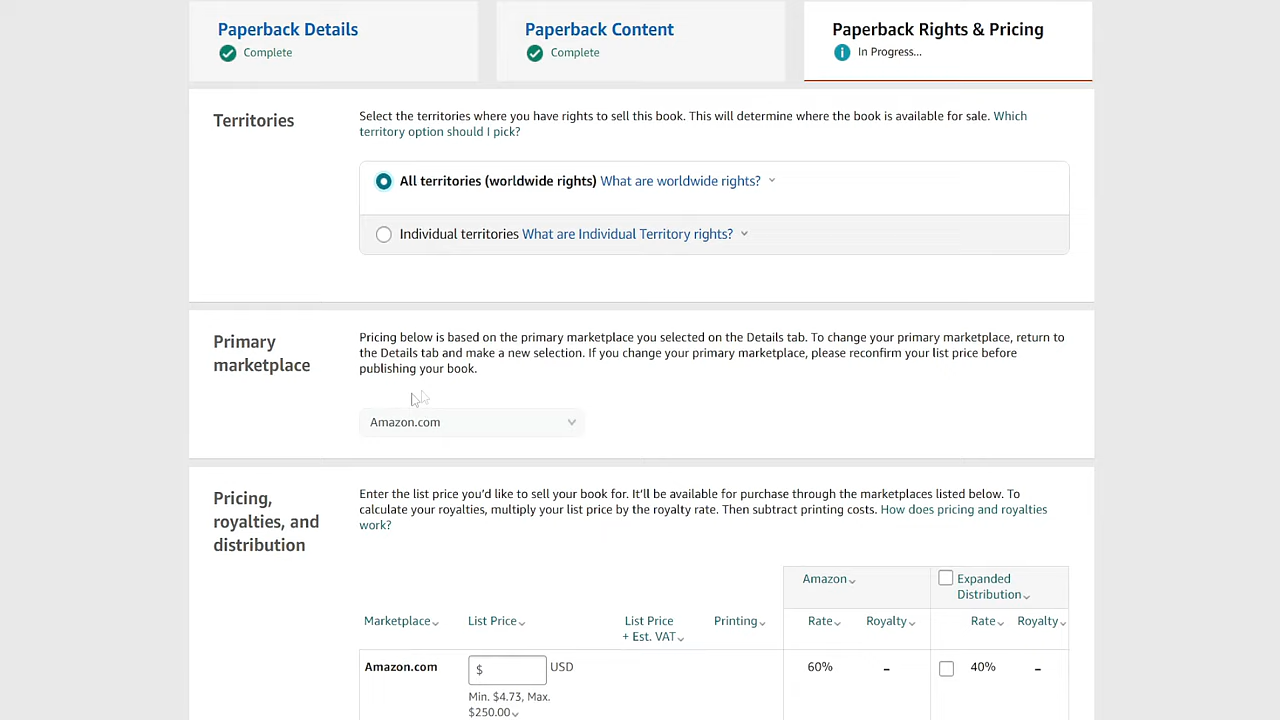 Paperback Details
Complete
Paperback Content
Complete
Paperback Rights & Pricing
In Progress...
Territories
Select the territories where you have rights to sell this book. This will determine where the book is available for sale. Which
territory option should I pick?
All territories (worldwide rights) What are worldwide rights?
Individual territories What are Individual Territory rights?
Primary
marketplace
Pricing below is based on the primary marketplace you selected on the Details tab. To change your primary marketplace, return to
the Details tab and make a new selection. If you change your primary marketplace, please reconfirm your list price before
publishing your book.
Amazon.com
Pricing,
royalties, and
distribution
Enter the list price you'd like to sell your book for. It'll be available for purchase through the marketplaces listed below. To
calculate your royalties, multiply your list price by the royalty rate. Then subtract printing costs. How does pricing and royalties
work?
Amazon
Expanded
Distribution
Marketplace
List Price
List Price
+ Est. VAT
Printing
Rate
Royalty
Rate
Royalty
Amazon.com
$
USD
60%
–
40%
–
Min. $4.73, Max.
$250.00